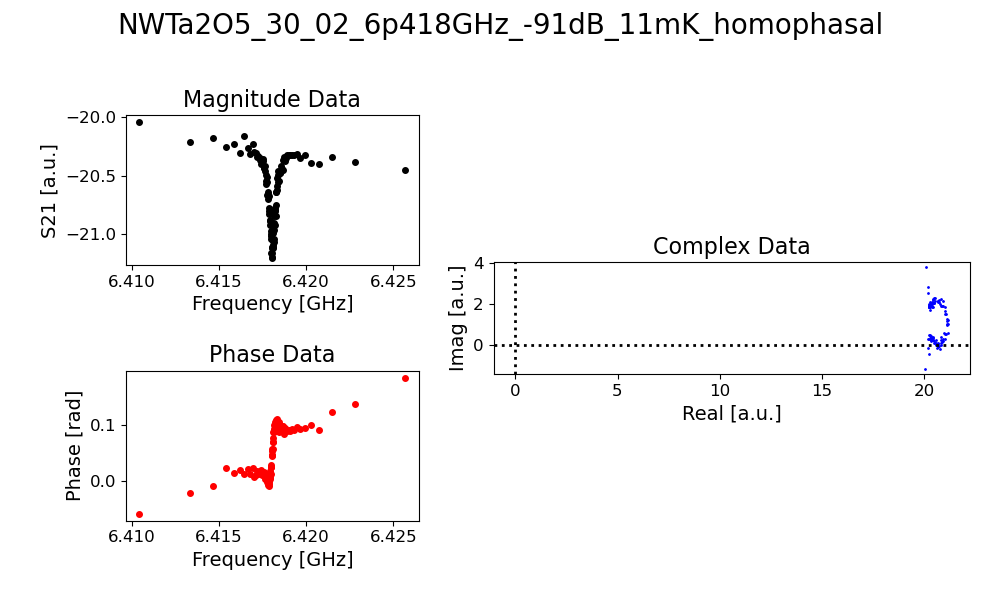 NWTa2O5_30_02_6p418GHz_-91dB_11mK_homophasal
Magnitude Data
S21 [a.u.]
−20.0
−20.5
−21.0
6.410 6.415 6.420 6.425
Frequency [GHz]
Phase Data
Phase [rad]
0.1
0.0
6.410 6.415 6.420 6.425
Frequency [GHz]
Complex Data
Imag [a.u.]
4
2
0
0 5 10 15 20
Real [a.u.]